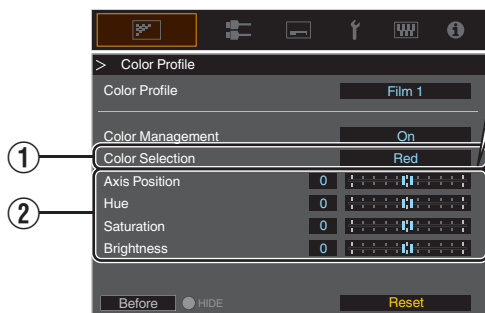 > Color Profile
Color Profile Film 1
Color Management On
① Color Selection Red
② Axis Position 0
Hue 0
Saturation 0
Brightness 0
Before HIDE Reset